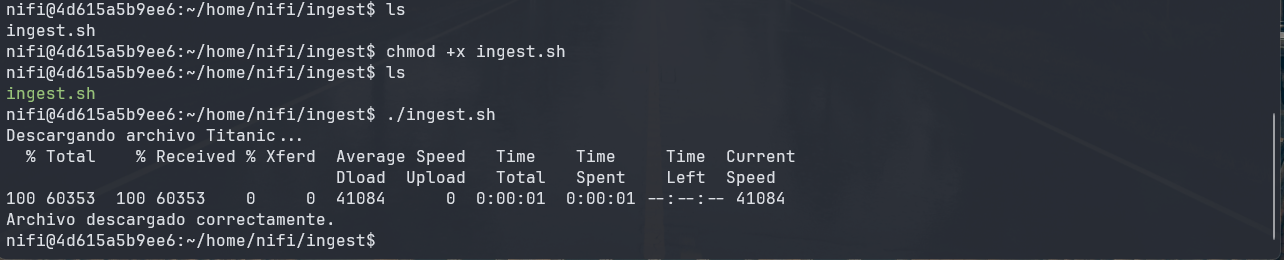 nifi@4d615a5b9ee6:~/home/nifi/ingest$ ls
ingest.sh
nifi@4d615a5b9ee6:~/home/nifi/ingest$ chmod +x ingest.sh
nifi@4d615a5b9ee6:~/home/nifi/ingest$ ls
ingest.sh
nifi@4d615a5b9ee6:~/home/nifi/ingest$ ./ingest.sh
Descargando archivo Titanic...
  % Total    % Received % Xferd  Average Speed   Time    Time     Time  Current
                                 Dload  Upload   Total   Spent    Left  Speed
100 60353  100 60353    0     0  41084      0  0:00:01  0:00:01 --:--:-- 41084
Archivo descargado correctamente.
nifi@4d615a5b9ee6:~/home/nifi/ingest$